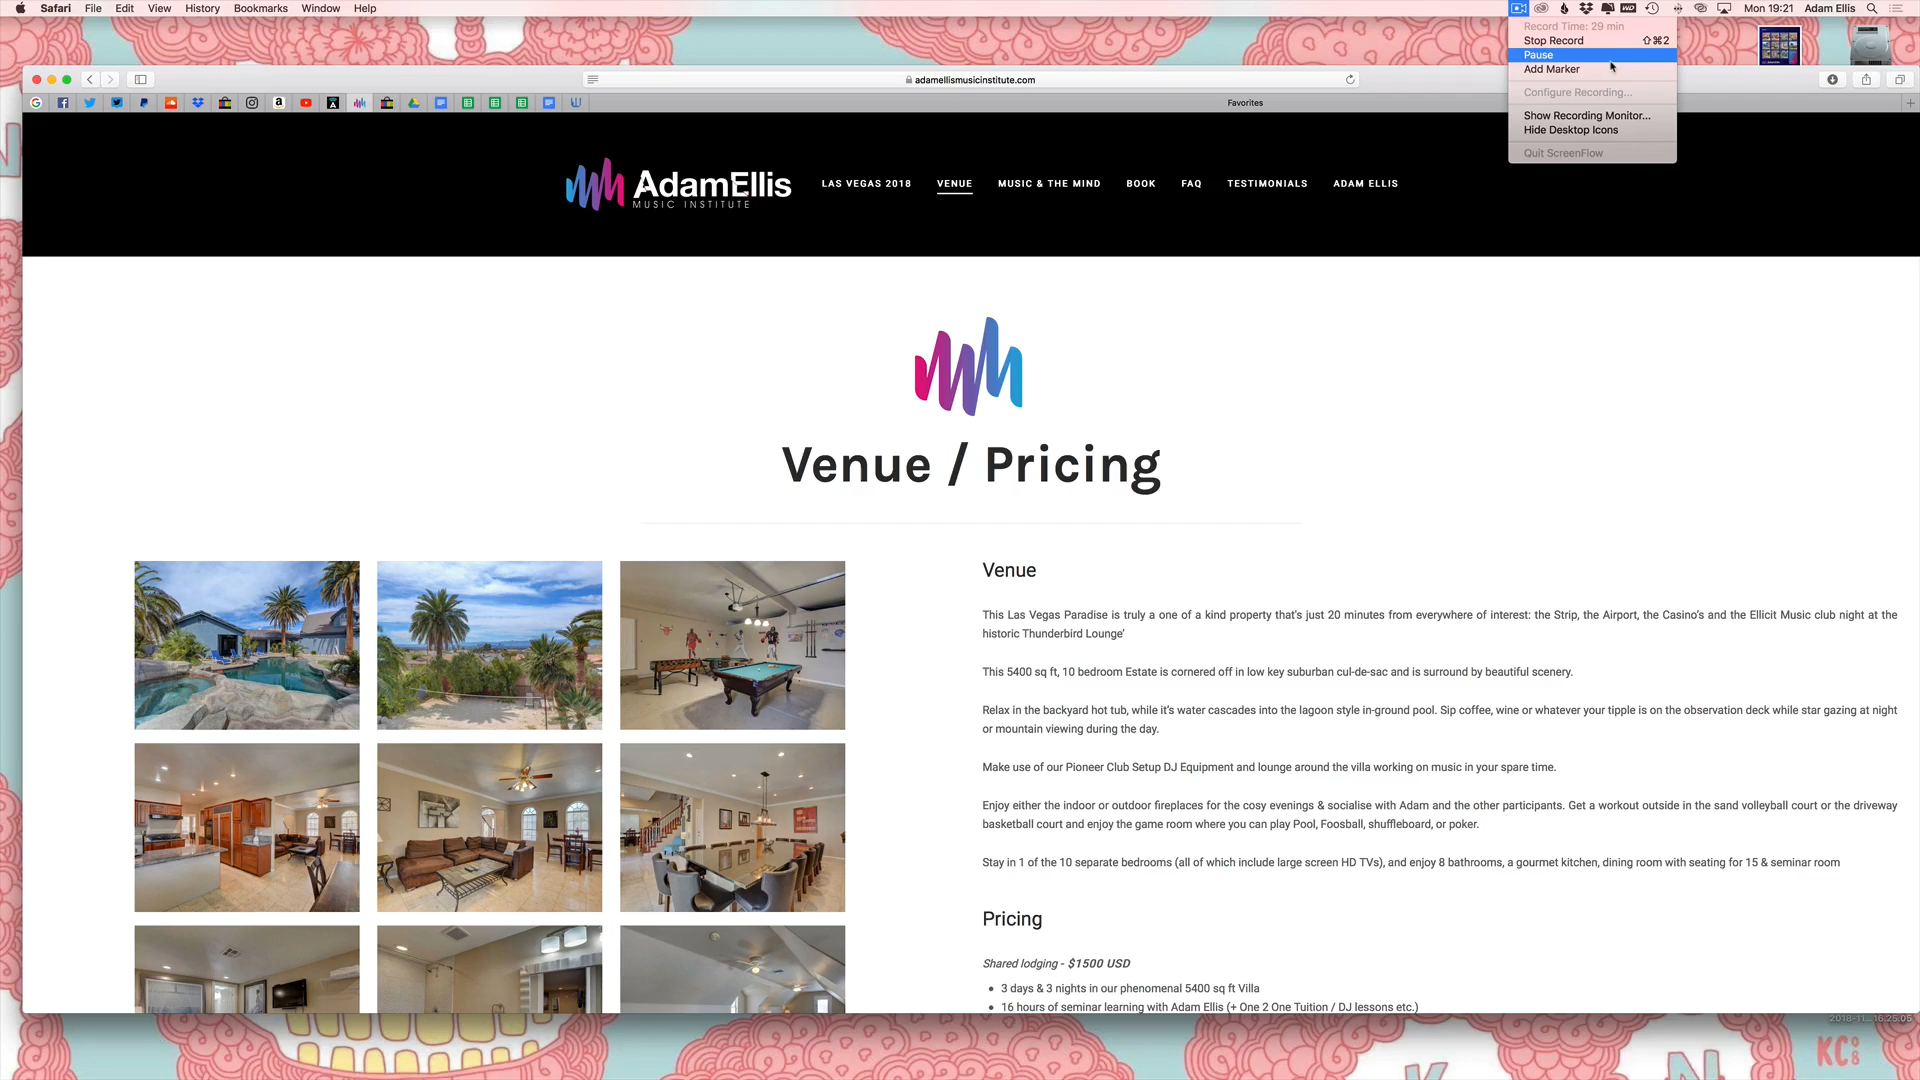 Safari File Edit View History Bookmarks Window Help
Mon 19:21 Adam Ellis
Record Time: 29 min
Stop Record ⇧⌘2
Pause
Add Marker
Configure Recording...
Show Recording Monitor...
Hide Desktop Icons
Quit ScreenFlow
adamellismusicinstitute.com
Favorites
AdamEllis
MUSIC INSTITUTE
LAS VEGAS 2018 VENUE MUSIC & THE MIND BOOK FAQ TESTIMONIALS ADAM ELLIS
Venue / Pricing
Venue
This Las Vegas Paradise is truly a one of a kind property that's just 20 minutes from everywhere of interest: the Strip, the Airport, the Casino's and the Ellicit Music club night at the
historic Thunderbird Lounge'
This 5400 sq ft, 10 bedroom Estate is cornered off in low key suburban cul-de-sac and is surround by beautiful scenery.
Relax in the backyard hot tub, while it's water cascades into the lagoon style in-ground pool. Sip coffee, wine or whatever your tipple is on the observation deck while star gazing at night
or mountain viewing during the day.
Make use of our Pioneer Club Setup DJ Equipment and lounge around the villa working on music in your spare time.
Enjoy either the indoor or outdoor fireplaces for the cosy evenings & socialise with Adam and the other participants. Get a workout outside in the sand volleyball court or the driveway
basketball court and enjoy the game room where you can play Pool, Foosball, shuffleboard, or poker.
Stay in 1 of the 10 separate bedrooms (all of which include large screen HD TVs), and enjoy 8 bathrooms, a gourmet kitchen, dining room with seating for 15 & seminar room
Pricing
Shared lodging - $1500 USD
• 3 days & 3 nights in our phenomenal 5400 sq ft Villa
• 16 hours of seminar learning with Adam Ellis (+ One 2 One Tuition / DJ lessons etc.)
KC